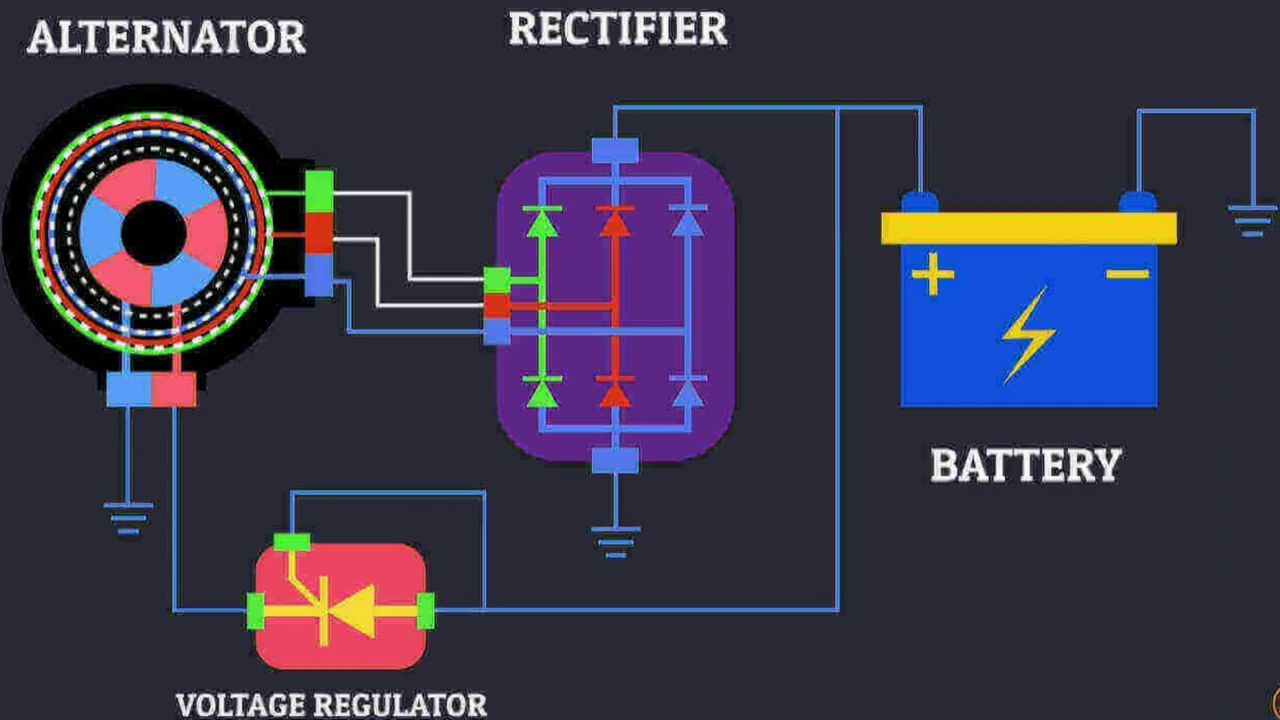 ALTERNATOR
RECTIFIER
+ −
BATTERY
VOLTAGE REGULATOR